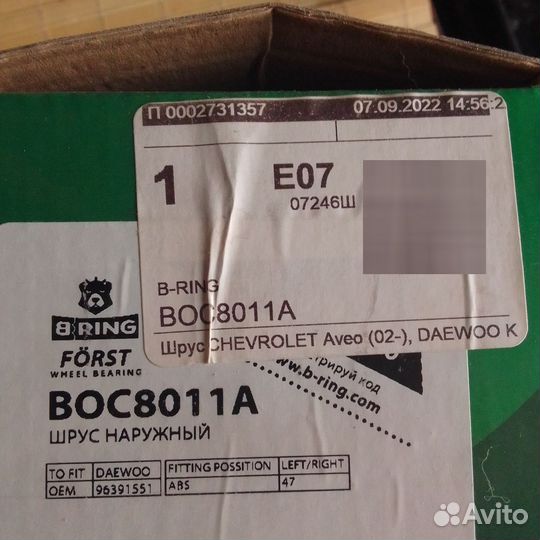 П 0002731357 07.09.2022 14:56:2
1 E07
07246Ш
B-RING
BOC8011A
Шрус CHEVROLET Aveo (02-), DAEWOO K
код
www.b-ring.com
B RING
FÖRST
WHEEL BEARING
BOC8011A
ШРУС НАРУЖНЫЙ
TO FIT DAEWOO FITTING POSSITION LEFT/RIGHT
OEM 96391551 ABS 47
Avito